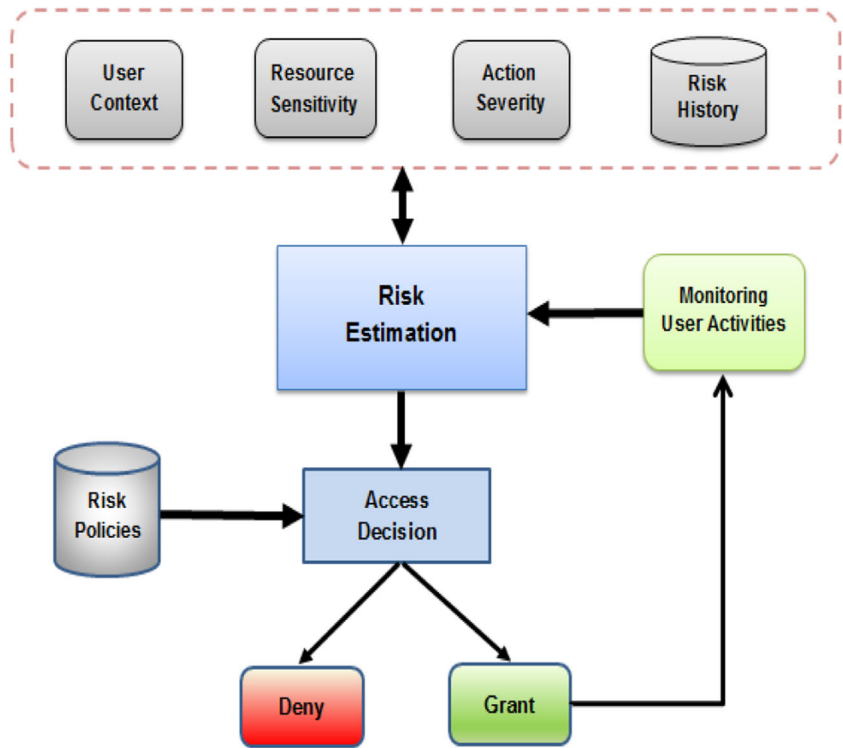 User
Context
Resource
Sensitivity
Action
Severity
Risk
History
Risk
Estimation
Monitoring
User Activities
Risk
Policies
Access
Decision
Deny
Grant